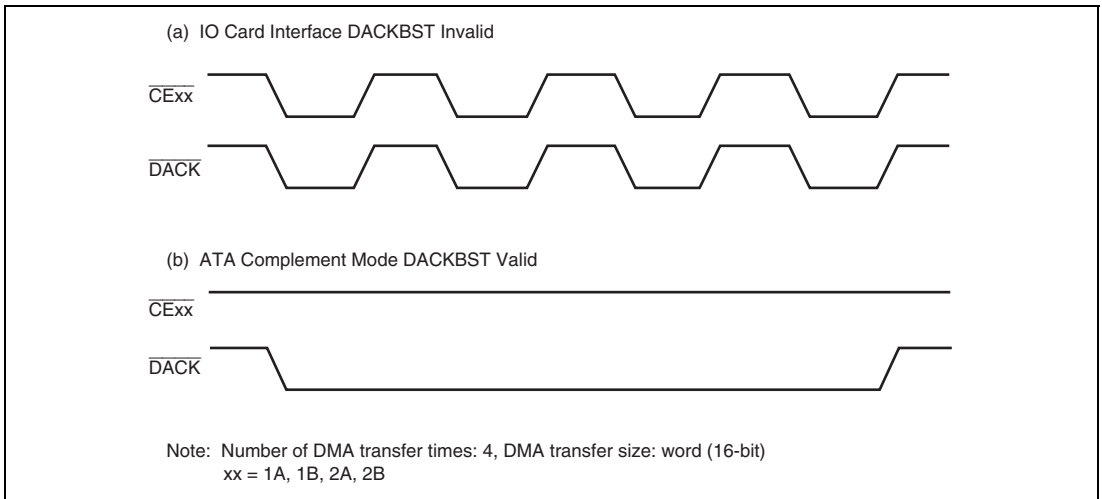 (a) IO Card Interface DACKBST Invalid
CExx
DACK
(b) ATA Complement Mode DACKBST Valid
CExx
DACK
Note: Number of DMA transfer times: 4, DMA transfer size: word (16-bit)
xx = 1A, 1B, 2A, 2B